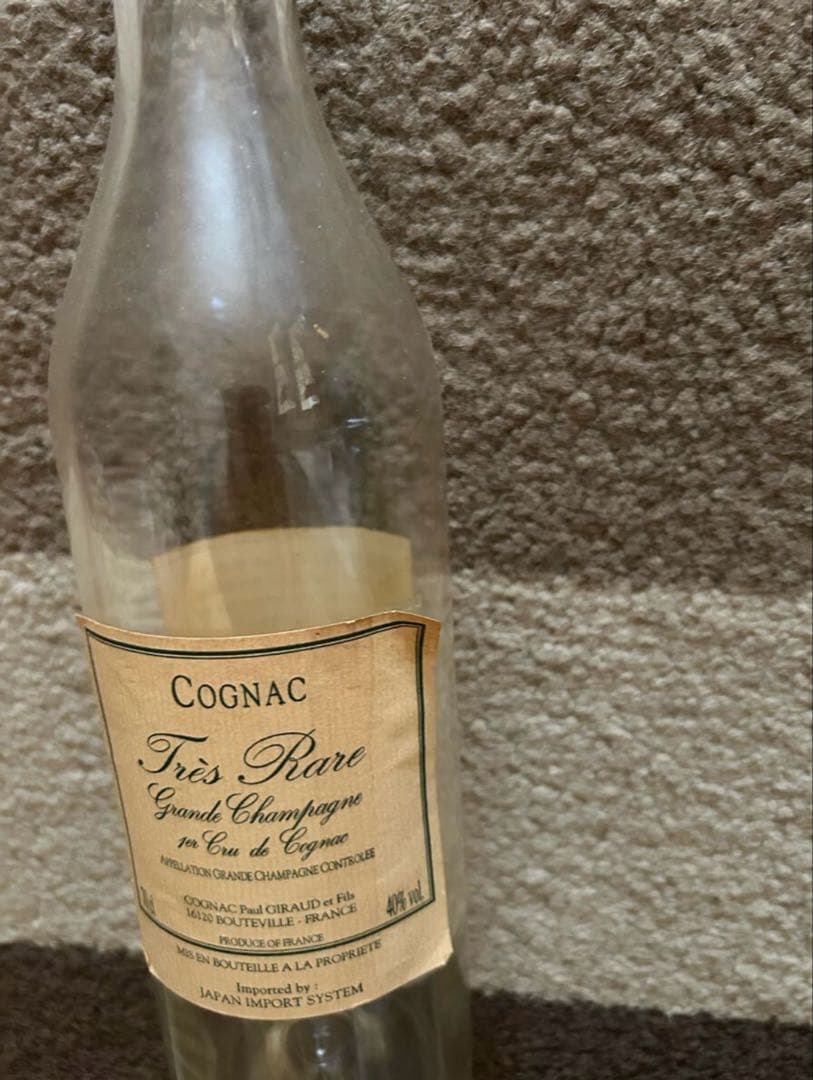 COGNAC
Très Rare
Grande Champagne
1er Cru de Cognac
APPELLATION GRANDE CHAMPAGNE CONTROLEE
70cl
COGNAC Paul GIRAUD et Fils
40% vol.
16120 BOUTEVILLE - FRANCE
PRODUCE OF FRANCE
MIS EN BOUTEILLE A LA PROPRIETE
Imported by :
JAPAN IMPORT SYSTEM